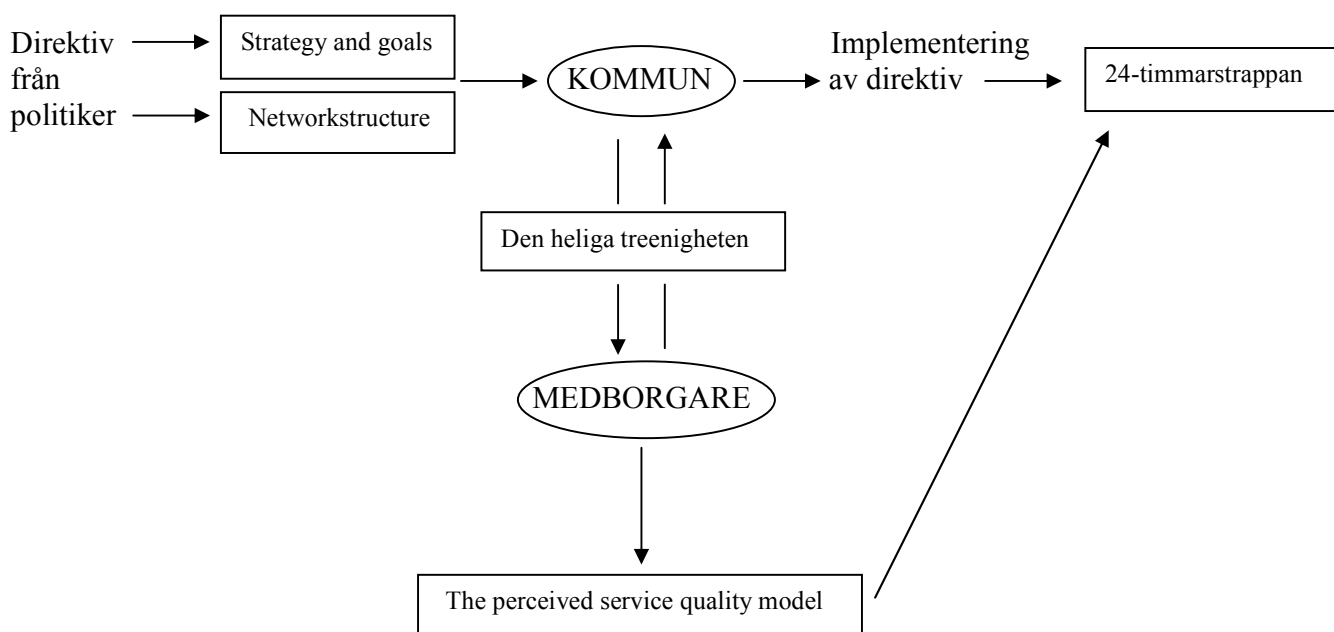 Direktiv
från
politiker
Strategy and goals
Networkstructure
KOMMUN
Implementering
av direktiv
24-timmarstrappan
Den heliga treenigheten
MEDBORGARE
The perceived service quality model